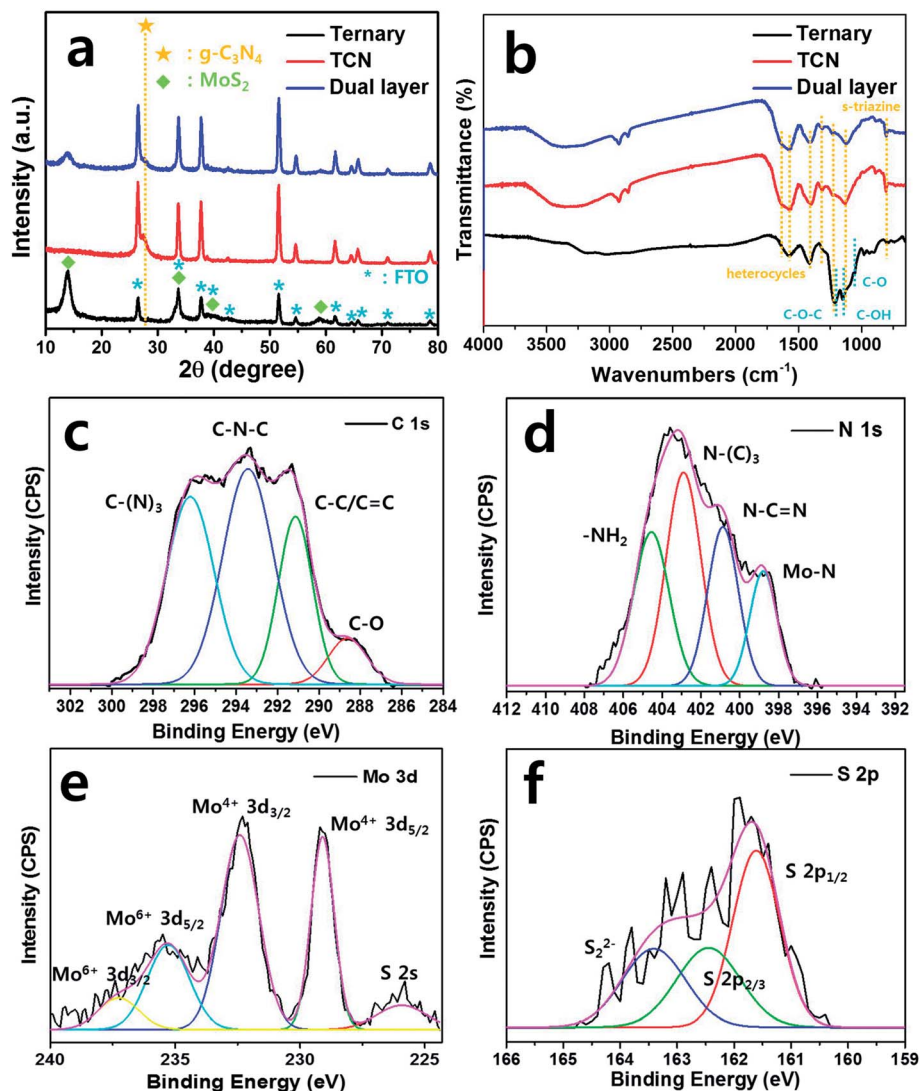 a
Ternary
TCN
Dual layer
★ : g-C₃N₄
◆ : MoS₂
* : FTO
Intensity (a.u.)
10 20 30 40 50 60 70 80
2θ (degree)
b
Ternary
TCN
Dual layer
s-triazine
heterocycles
C-O
C-O-C
C-OH
Transmittance (%)
4000 3500 3000 2500 2000 1500 1000
Wavenumbers (cm⁻¹)
c
C 1s
C-N-C
C-(N)₃
C-C/C=C
C-O
Intensity (CPS)
302 300 298 296 294 292 290 288 286 284
Binding Energy (eV)
d
N 1s
N-(C)₃
N-C=N
-NH₂
Mo-N
Intensity (CPS)
412 410 408 406 404 402 400 398 396 394 392
Binding Energy (eV)
e
Mo 3d
Mo⁴⁺ 3d₃/₂
Mo⁴⁺ 3d₅/₂
Mo⁶⁺ 3d₅/₂
Mo⁶⁺ 3d₃/₂
S 2s
Intensity (CPS)
240 235 230 225
Binding Energy (eV)
f
S 2p
S 2p₁/₂
S₂²⁻
S 2p₂/₃
Intensity (CPS)
166 165 164 163 162 161 160 159
Binding Energy (eV)